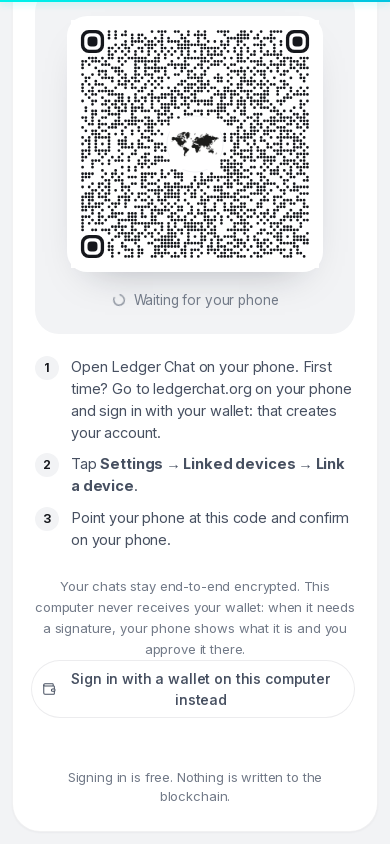 Waiting for your phone
1 Open Ledger Chat on your phone. First
time? Go to ledgerchat.org on your phone
and sign in with your wallet: that creates
your account.
2 Tap Settings → Linked devices → Link
a device.
3 Point your phone at this code and confirm
on your phone.
Your chats stay end-to-end encrypted. This
computer never receives your wallet: when it needs
a signature, your phone shows what it is and you
approve it there.
Sign in with a wallet on this computer
instead
Signing in is free. Nothing is written to the
blockchain.